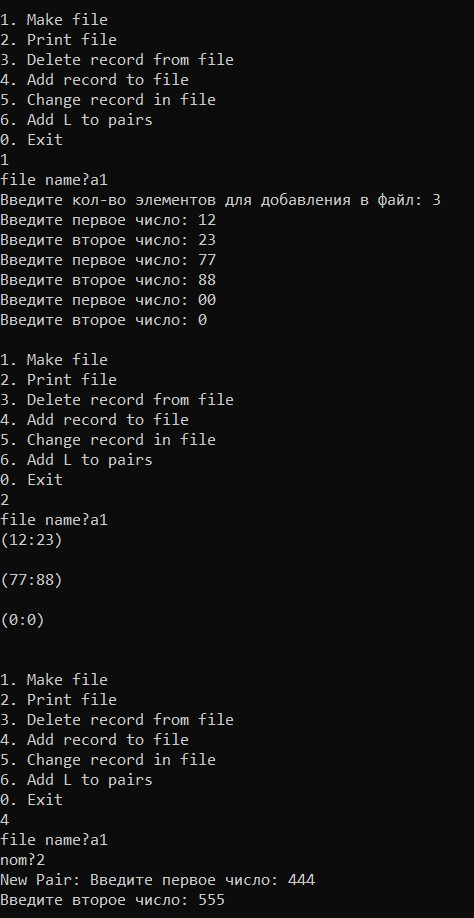 1. Make file
2. Print file
3. Delete record from file
4. Add record to file
5. Change record in file
6. Add L to pairs
0. Exit
1
file name?a1
Введите кол-во элементов для добавления в файл: 3
Введите первое число: 12
Введите второе число: 23
Введите первое число: 77
Введите второе число: 88
Введите первое число: 00
Введите второе число: 0
1. Make file
2. Print file
3. Delete record from file
4. Add record to file
5. Change record in file
6. Add L to pairs
0. Exit
2
file name?a1
(12:23)
(77:88)
(0:0)
1. Make file
2. Print file
3. Delete record from file
4. Add record to file
5. Change record in file
6. Add L to pairs
0. Exit
4
file name?a1
nom?2
New Pair: Введите первое число: 444
Введите второе число: 555